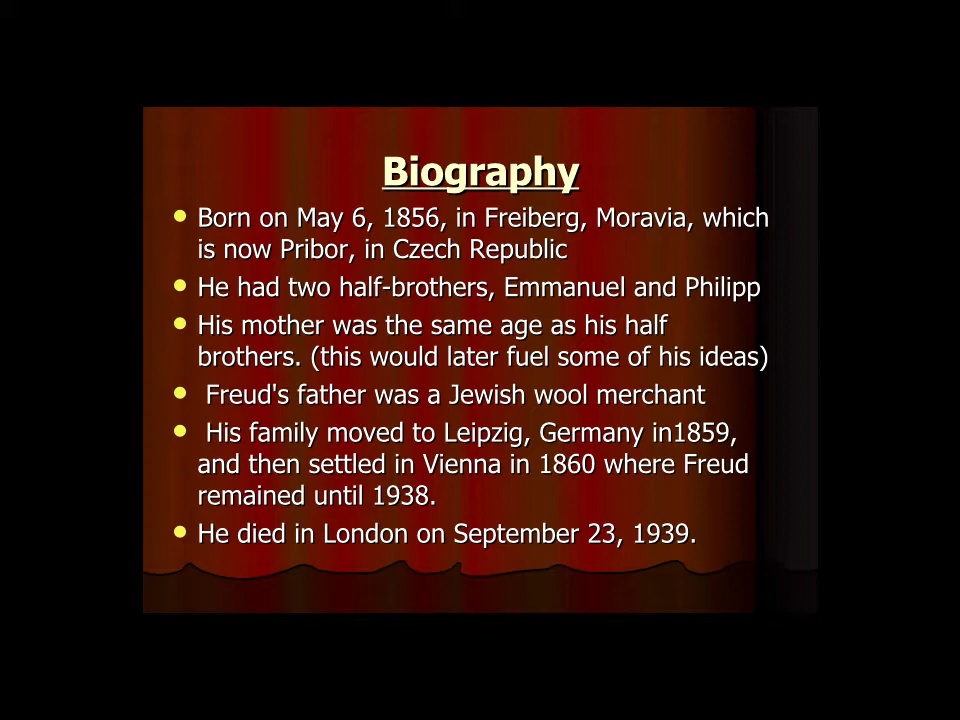 Biography
• Born on May 6, 1856, in Freiberg, Moravia, which
is now Pribor, in Czech Republic
• He had two half-brothers, Emmanuel and Philipp
• His mother was the same age as his half
brothers. (this would later fuel some of his ideas)
• Freud's father was a Jewish wool merchant
• His family moved to Leipzig, Germany in1859,
and then settled in Vienna in 1860 where Freud
remained until 1938.
• He died in London on September 23, 1939.